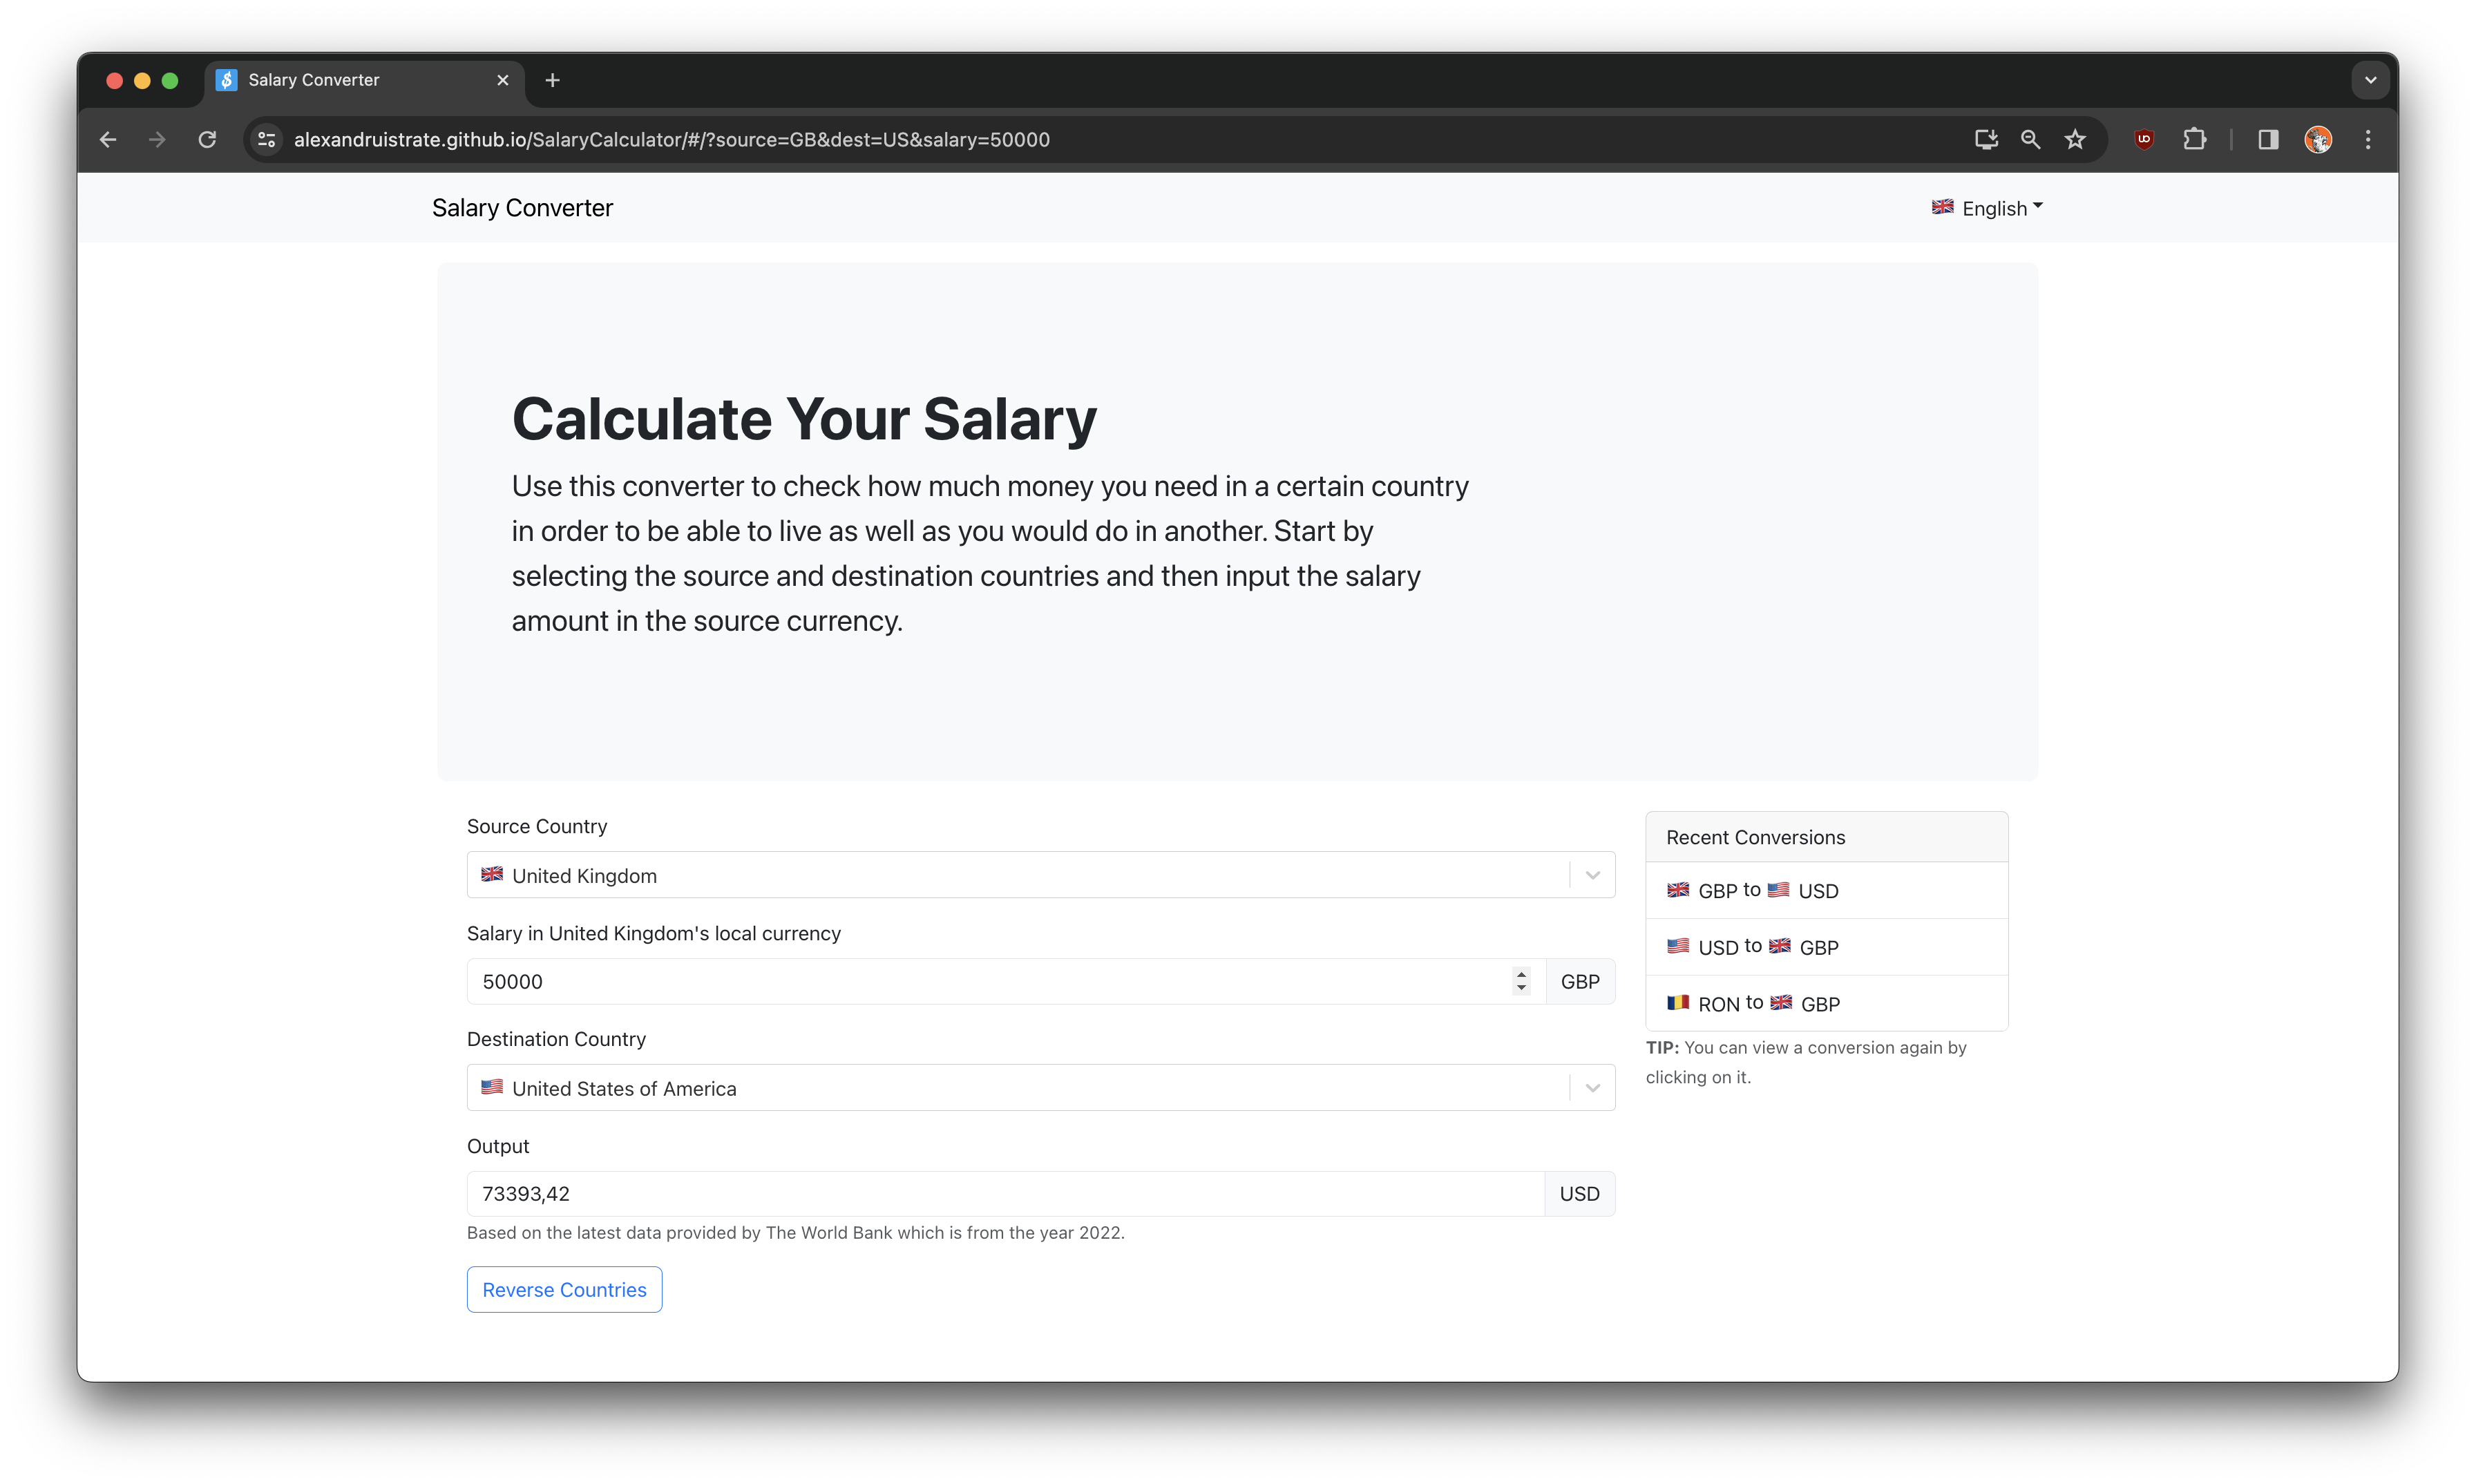 Salary Converter
alexandruistrate.github.io/SalaryCalculator/#/?source=GB&dest=US&salary=50000
Salary Converter
English
Calculate Your Salary
Use this converter to check how much money you need in a certain country
in order to be able to live as well as you would do in another. Start by
selecting the source and destination countries and then input the salary
amount in the source currency.
Source Country
United Kingdom
Salary in United Kingdom's local currency
50000 GBP
Destination Country
United States of America
Output
73393,42 USD
Based on the latest data provided by The World Bank which is from the year 2022.
Reverse Countries
Recent Conversions
GBP to USD
USD to GBP
RON to GBP
TIP: You can view a conversion again by
clicking on it.